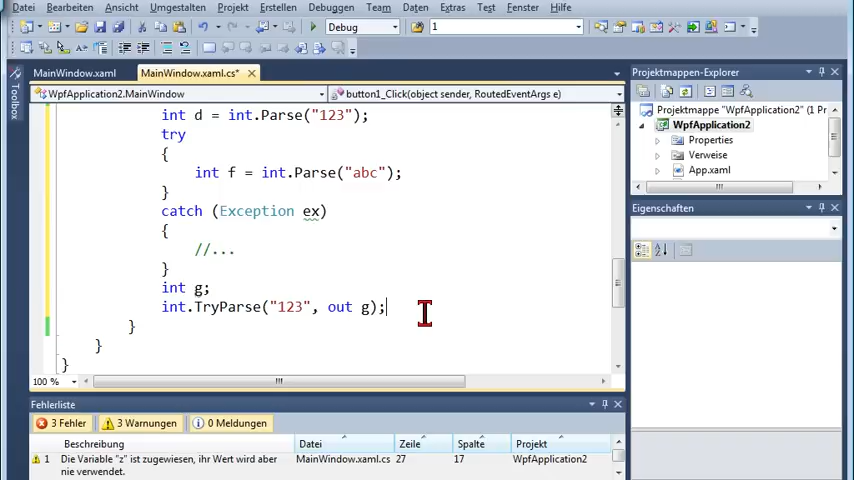 Datei Bearbeiten Ansicht Umgestalten Projekt Erstellen Debuggen Team Daten Extras Test Fenster Hilfe
Debug 1
MainWindow.xaml MainWindow.xaml.cs* Projektmappen-Explorer
WpfApplication2.MainWindow button1_Click(object sender, RoutedEventArgs e)
Toolbox
int d = int.Parse("123");
try
{
int f = int.Parse("abc");
}
catch (Exception ex)
{
//...
}
int g;
int.TryParse("123", out g);
}
}
}
100 %
Projektmappe "WpfApplication2" (1 Proj
WpfApplication2
Properties
Verweise
App.xaml
Eigenschaften
Fehlerliste
3 Fehler 3 Warnungen 0 Meldungen
Beschreibung Datei Zeile Spalte Projekt
1 Die Variable "z" ist zugewiesen, ihr Wert wird aber MainWindow.xaml.cs 27 17 WpfApplication2
nie verwendet.